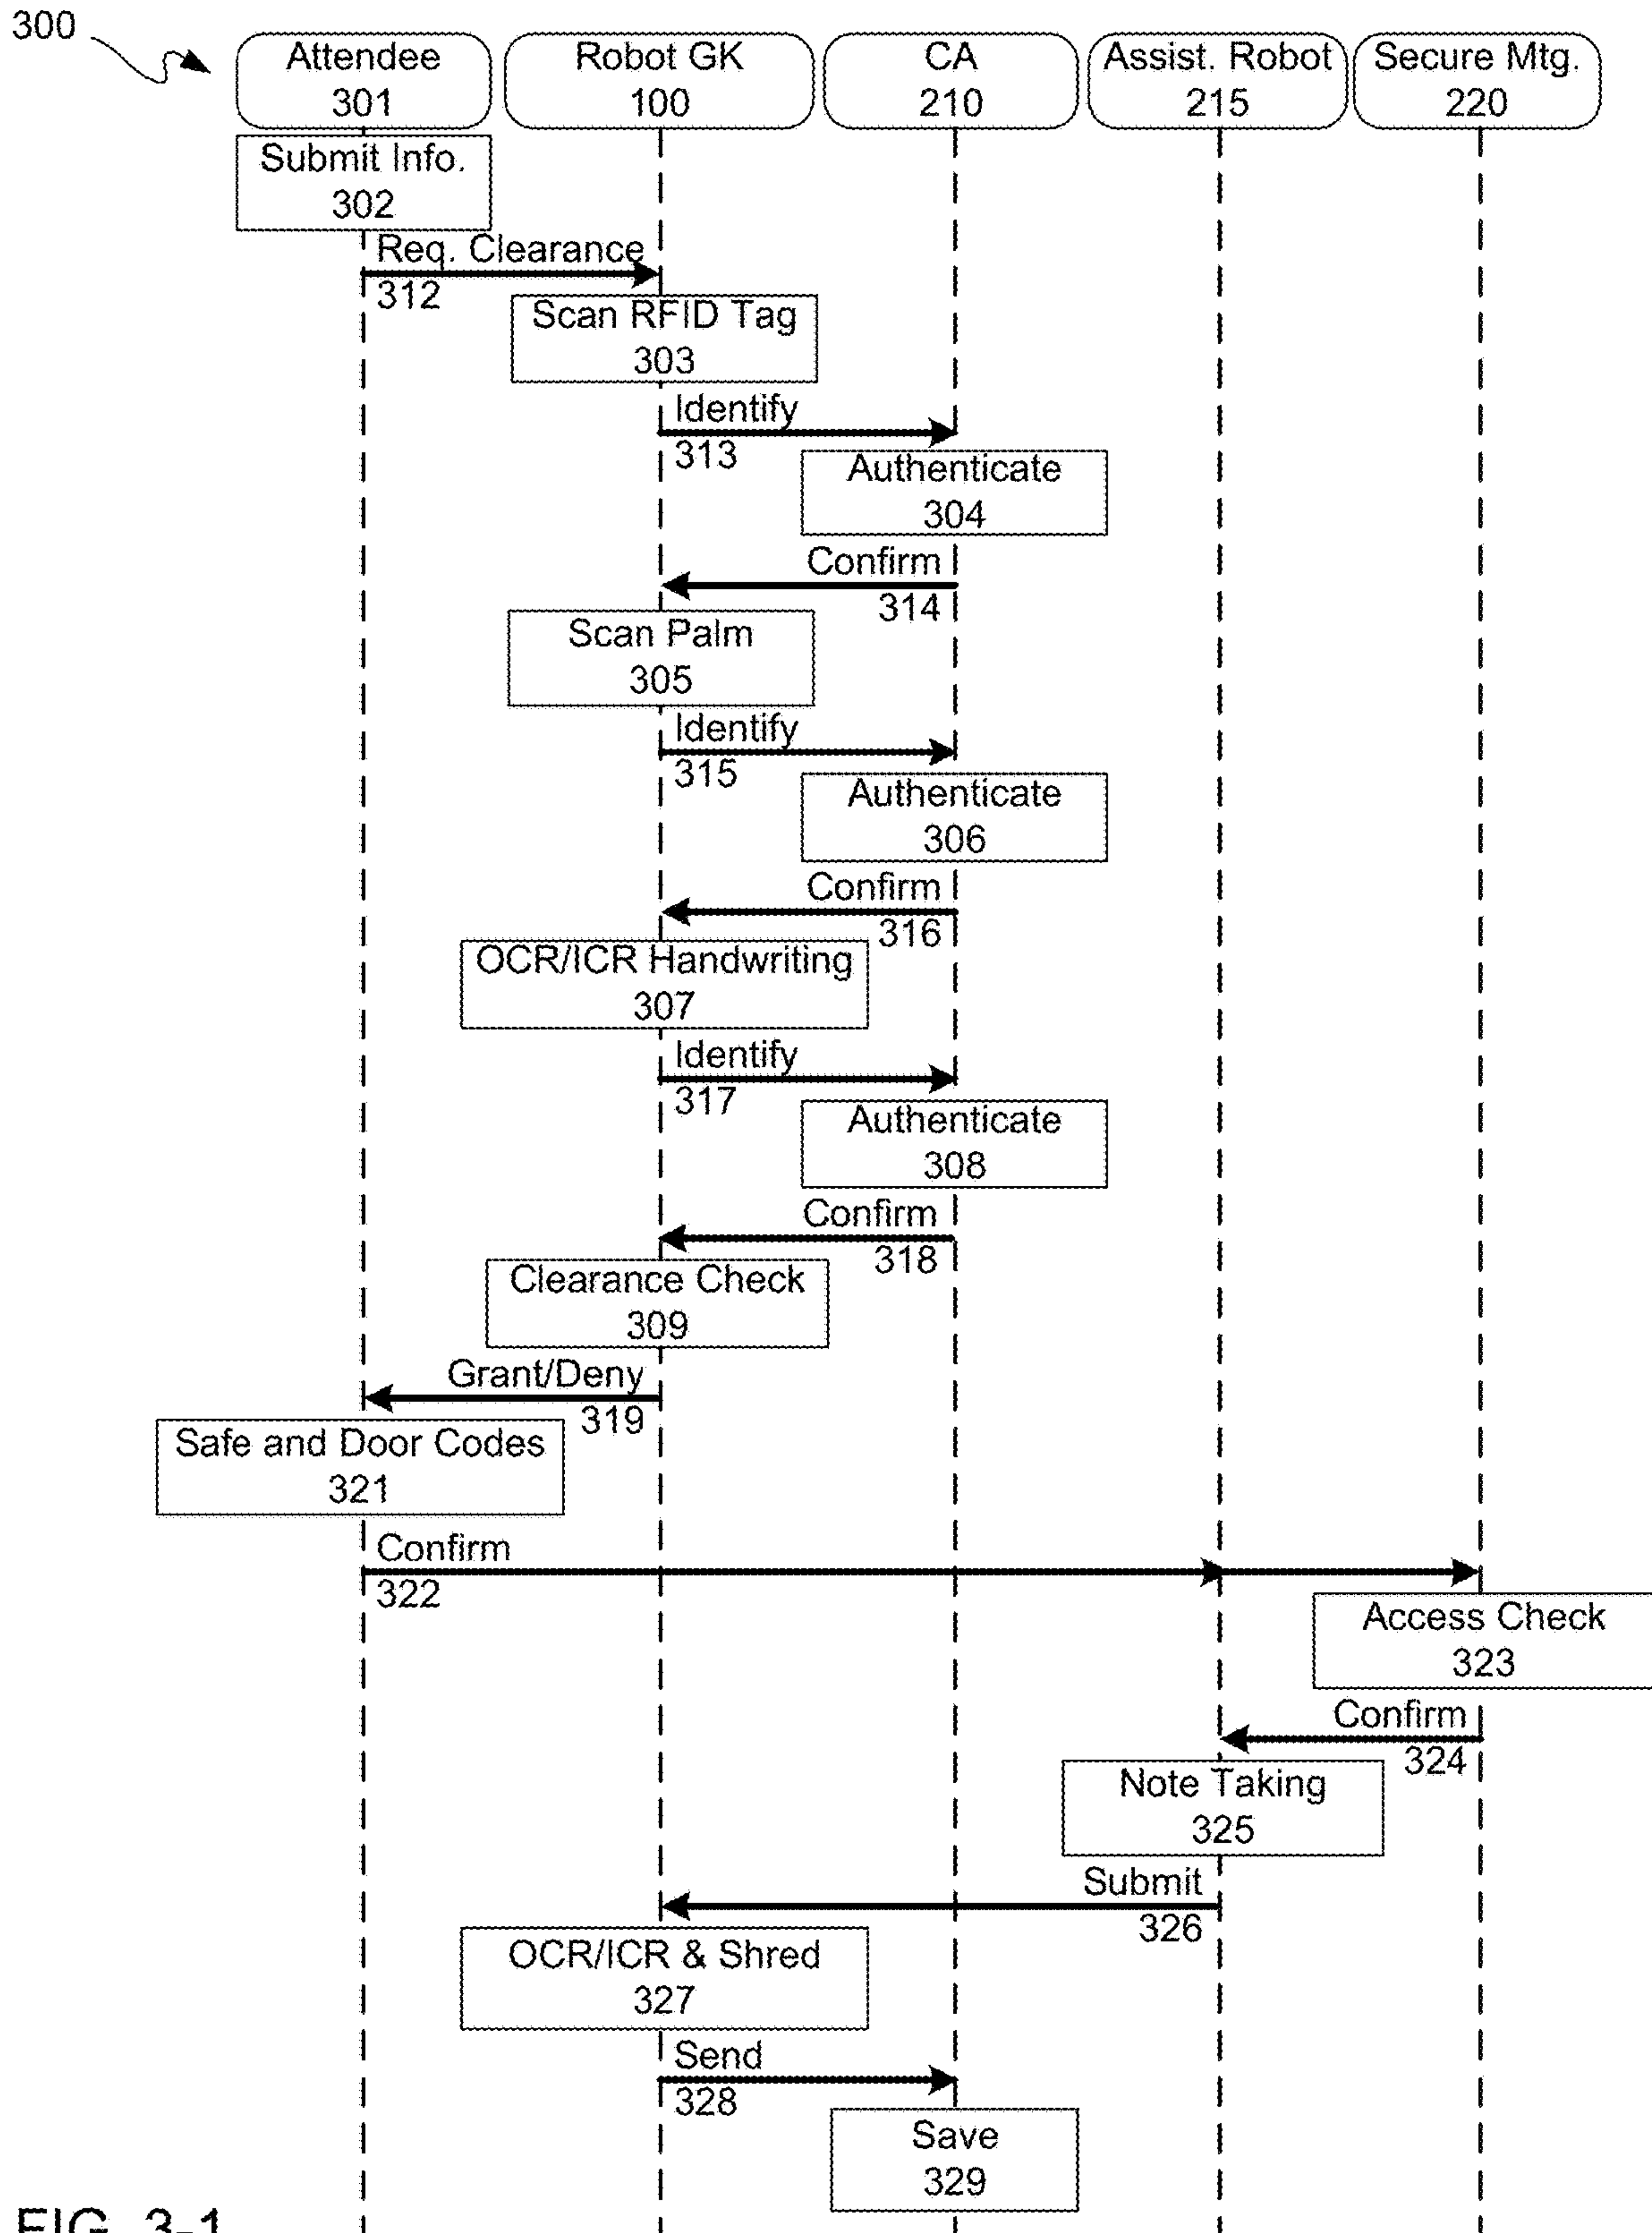 300
Attendee
301
Robot GK
100
CA
210
Assist. Robot
215
Secure Mtg.
220
Submit Info.
302
Req. Clearance
312
Scan RFID Tag
303
Identify
313
Authenticate
304
Confirm
314
Scan Palm
305
Identify
315
Authenticate
306
Confirm
316
OCR/ICR Handwriting
307
Identify
317
Authenticate
308
Confirm
318
Clearance Check
309
Grant/Deny
319
Safe and Door Codes
321
Confirm
322
Access Check
323
Confirm
324
Note Taking
325
Submit
326
OCR/ICR & Shred
327
Send
328
Save
329
FIG. 3-1